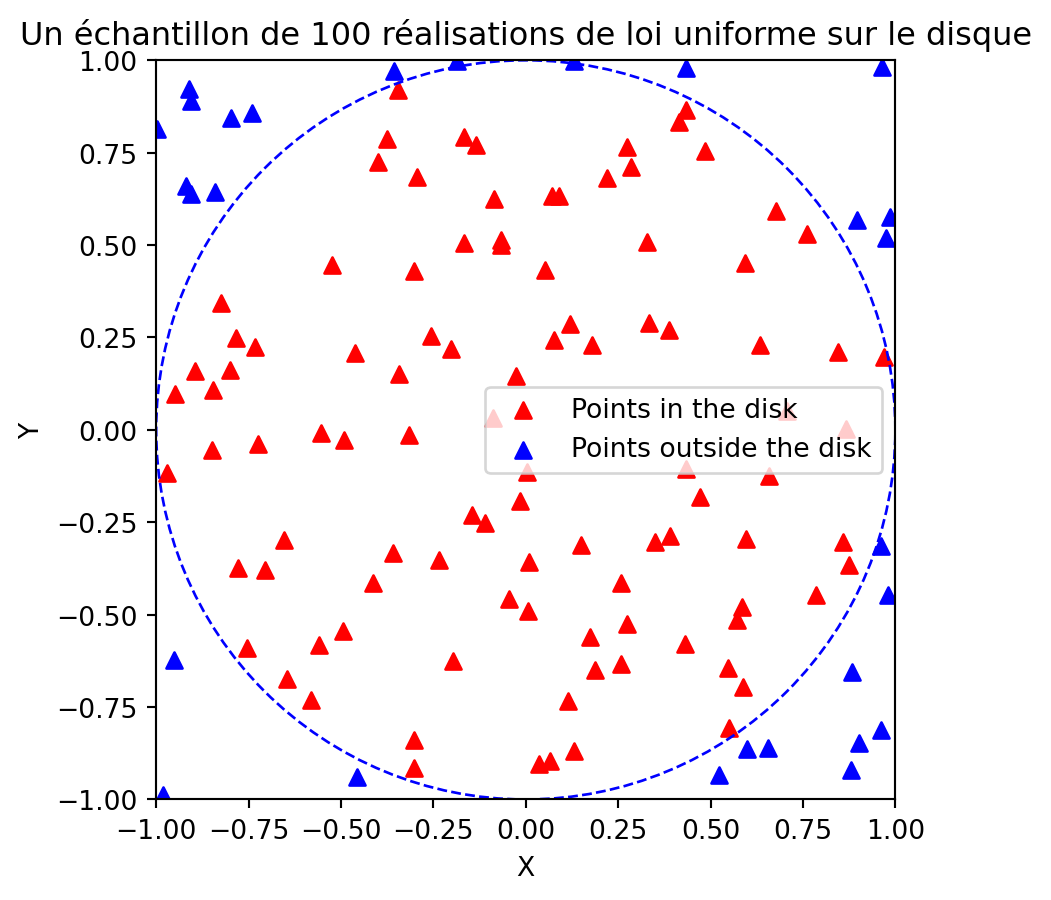 Un échantillon de 100 réalisations de loi uniforme sur le disque
1.00
0.75
0.50
0.25
0.00
−0.25
−0.50
−0.75
−1.00
Y
Points in the disk
Points outside the disk
−1.00 −0.75 −0.50 −0.25 0.00 0.25 0.50 0.75 1.00
X